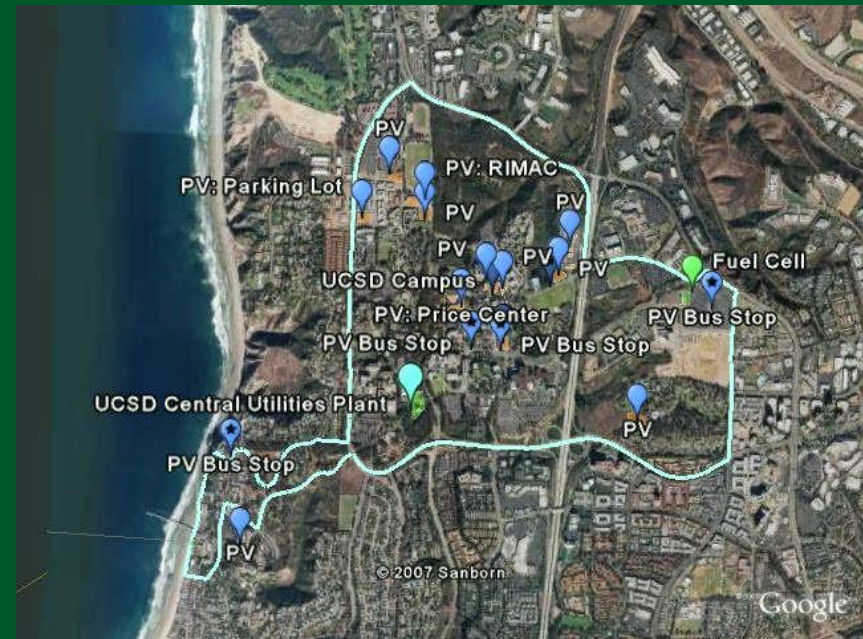 PV
PV: RIMAC
PV: Parking Lot
PV
PV
PV
PV
PV
Fuel Cell
UCSD Campus
PV: Price Center
PV Bus Stop
PV Bus Stop
PV Bus Stop
UCSD Central Utilities Plant
PV
PV Bus Stop
PV
© 2007 Sanborn
Google